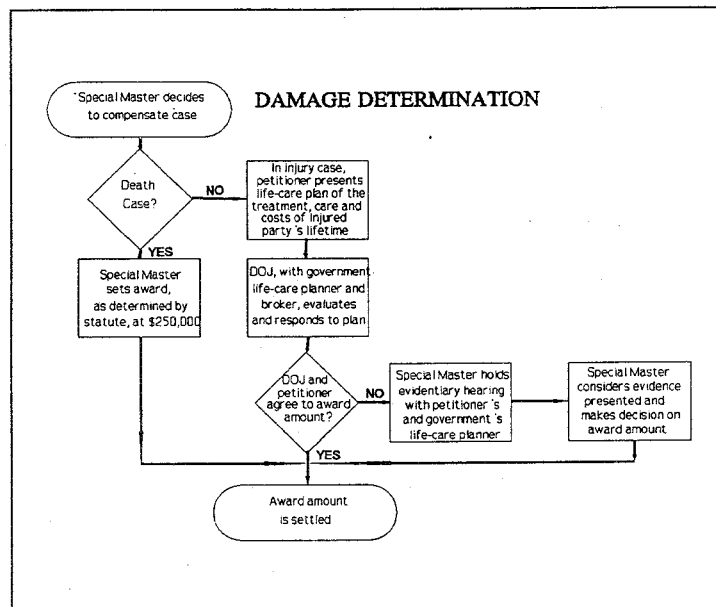 DAMAGE DETERMINATION
Special Master decides
to compensate case
Death
Case?
NO
YES
In injury case,
petitioner presents
life-care plan of the
treatment, care and
costs of injured
party's lifetime
Special Master
sets award,
as determined by
statute, at $250,000
DOJ, with government
life-care planner and
broker, evaluates
and responds to plan
DOJ and
petitioner
agree to award
amount?
NO
YES
Special Master holds
evidentiary hearing
with petitioner's
and government's
life-care planner
Special Master
considers evidence
presented and
makes decision on
award amount
Award amount
is settled